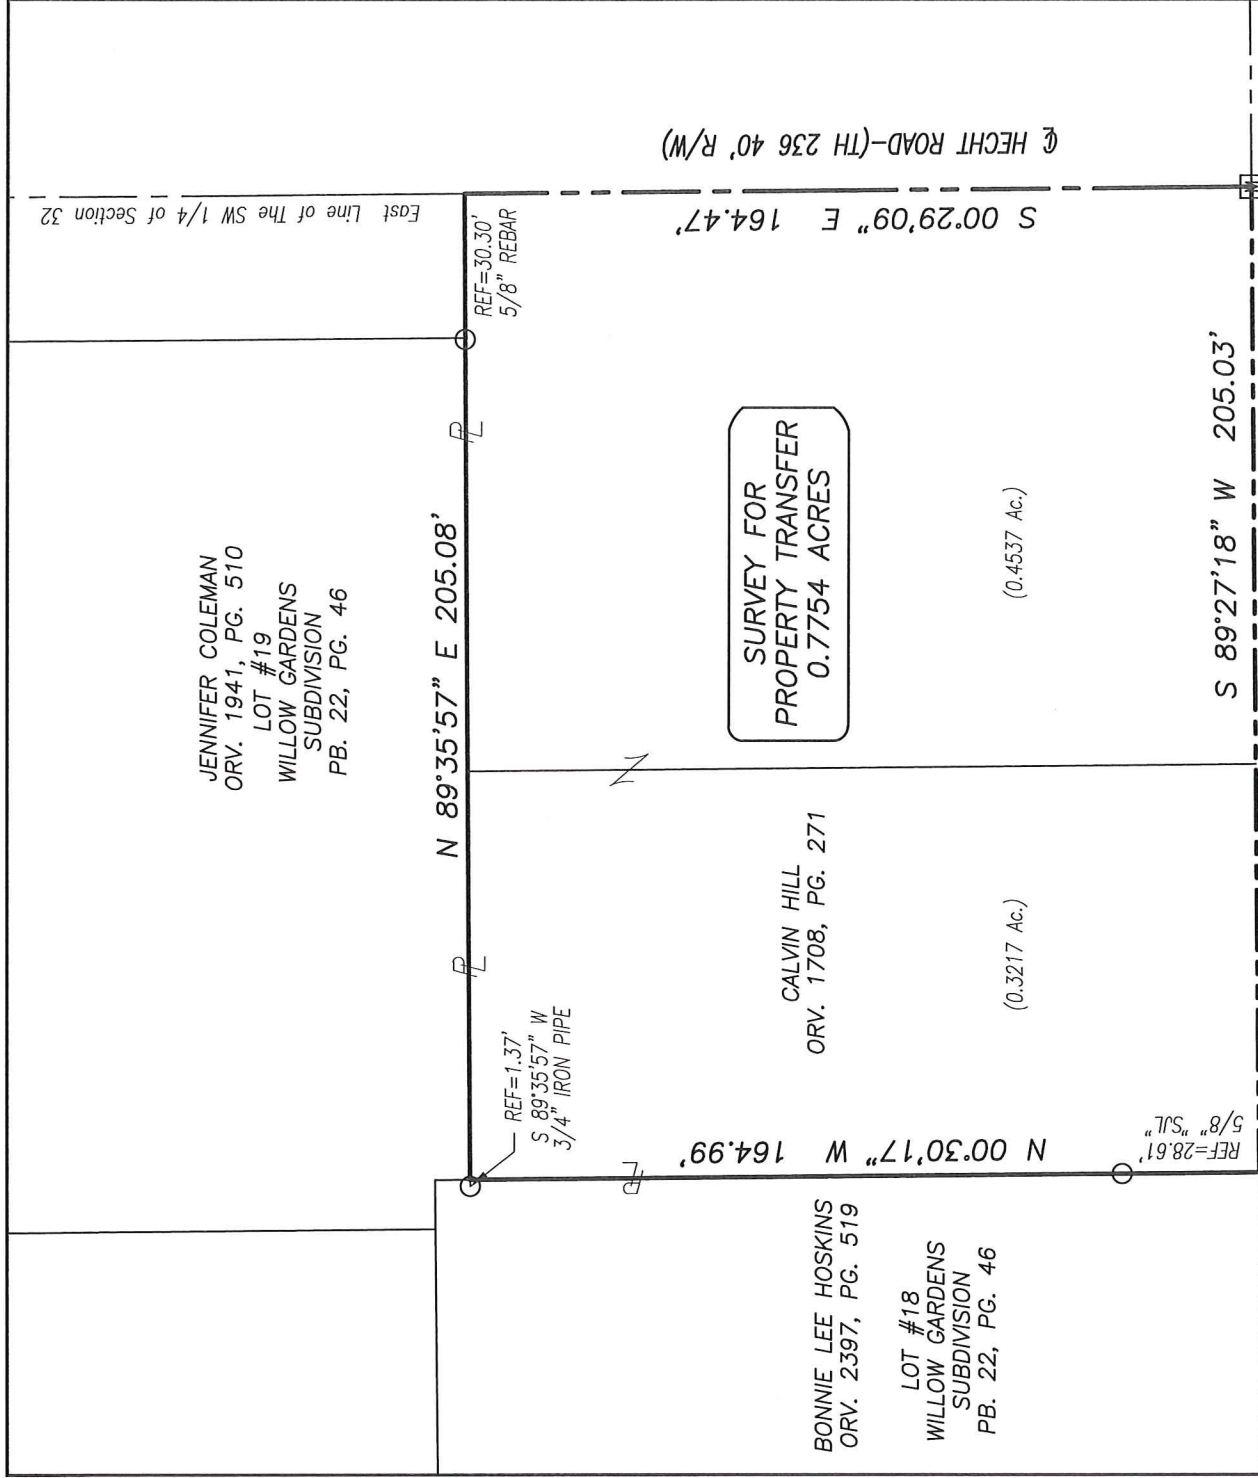 JENNIFER COLEMAN
ORV. 1941, PG. 510
LOT #19
WILLOW GARDENS
SUBDIVISION
PB. 22, PG. 46
East Line of The SW 1/4 of Section 32
N 89°35'57" E 205.08'
REF=30.30'
5/8" REBAR
REF=1.37'
S 89°35'57" W
3/4" IRON PIPE
PL
PL
PL
CL HECHT ROAD-(TH 236 40' R/W)
S 00°29'09" E 164.47'
SURVEY FOR
PROPERTY TRANSFER
0.7754 ACRES
CALVIN HILL
ORV. 1708, PG. 271
(0.3217 Ac.)
(0.4537 Ac.)
N 00°30'17" W 164.99'
REF=28.61'
5/8" "SJL"
BONNIE LEE HOSKINS
ORV. 2397, PG. 519
LOT #18
WILLOW GARDENS
SUBDIVISION
PB. 22, PG. 46
S 89°27'18" W 205.03'